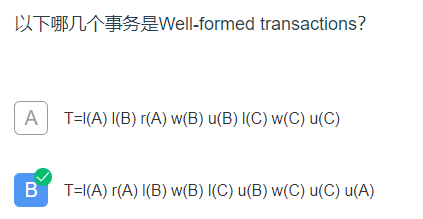 以下哪几个事务是Well-formed transactions?
A
T=l(A) l(B) r(A) w(B) u(B) l(C) w(C) u(C)
B
T=l(A) r(A) l(B) w(B) l(C) u(B) w(C) u(C) u(A)